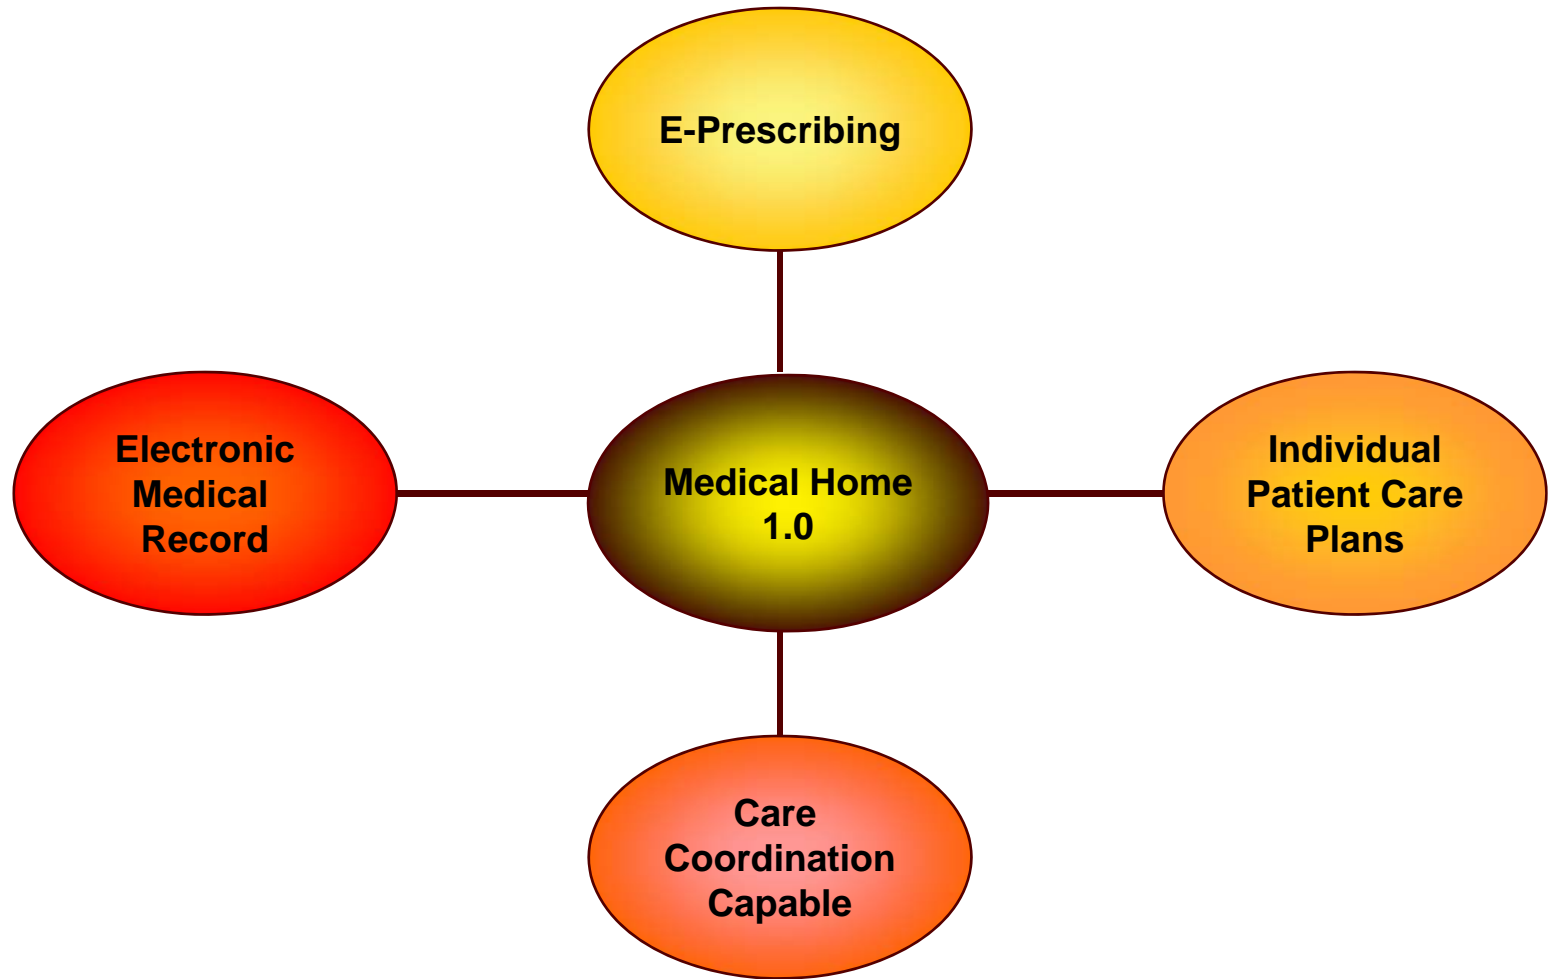 E-Prescribing
Electronic
Medical
Record
Medical Home
1.0
Individual
Patient Care
Plans
Care
Coordination
Capable